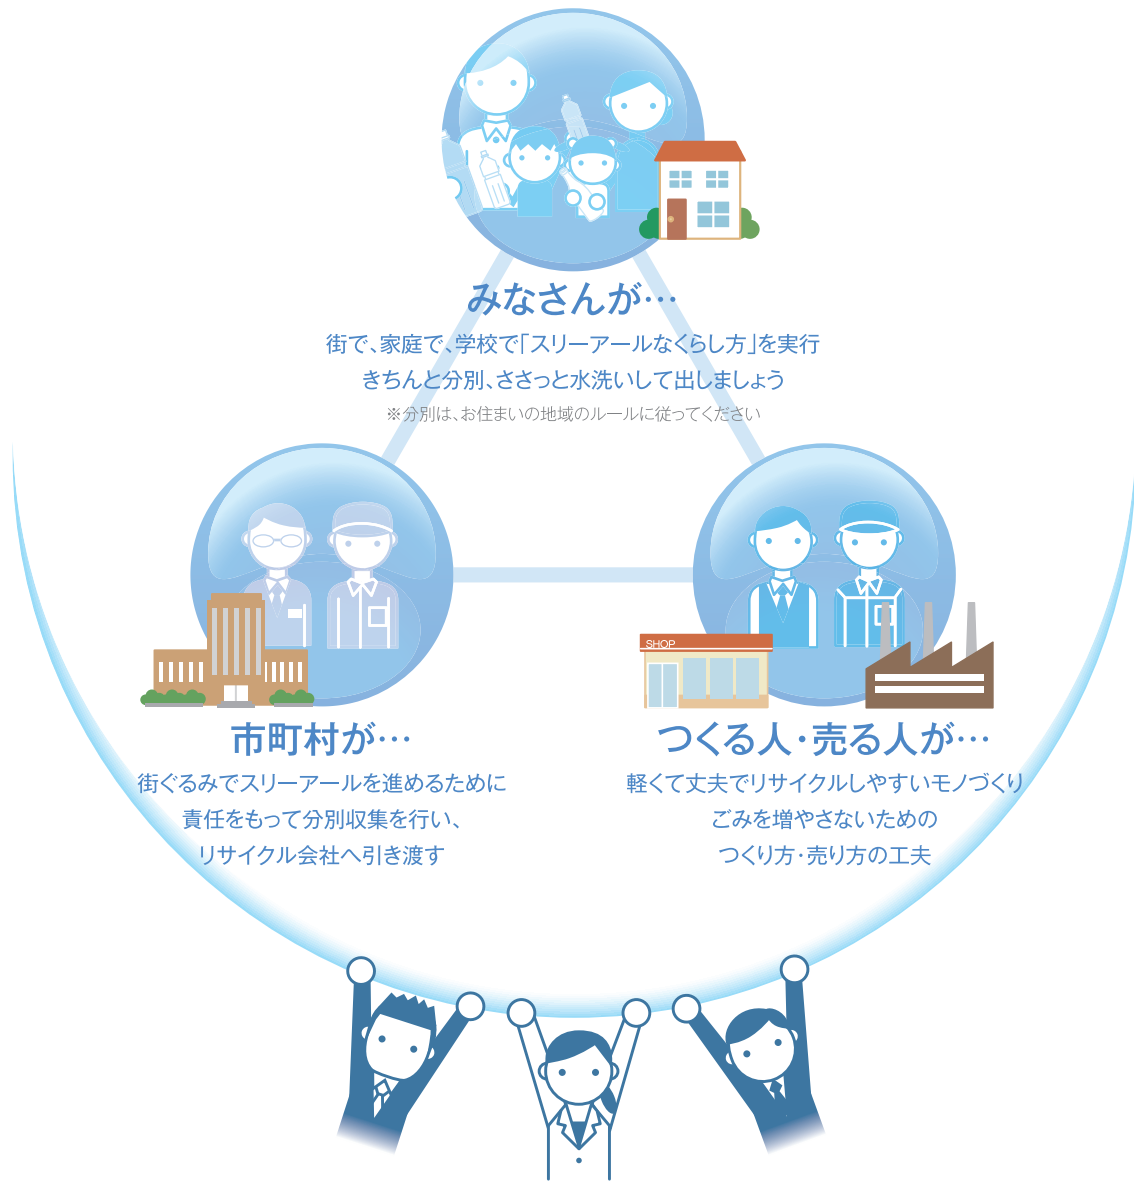 みなさんが…
街で、家庭で、学校で「スリーアールなくらし方」を実行
きちんと分別、ささっと水洗いして出しましょう
※分別は、お住まいの地域のルールに従ってください
SHOP
市町村が…
街ぐるみでスリーアールを進めるために
責任をもって分別収集を行い、
リサイクル会社へ引き渡す
つくる人・売る人が…
軽くて丈夫でリサイクルしやすいモノづくり
ごみを増やさないための
つくり方・売り方の工夫